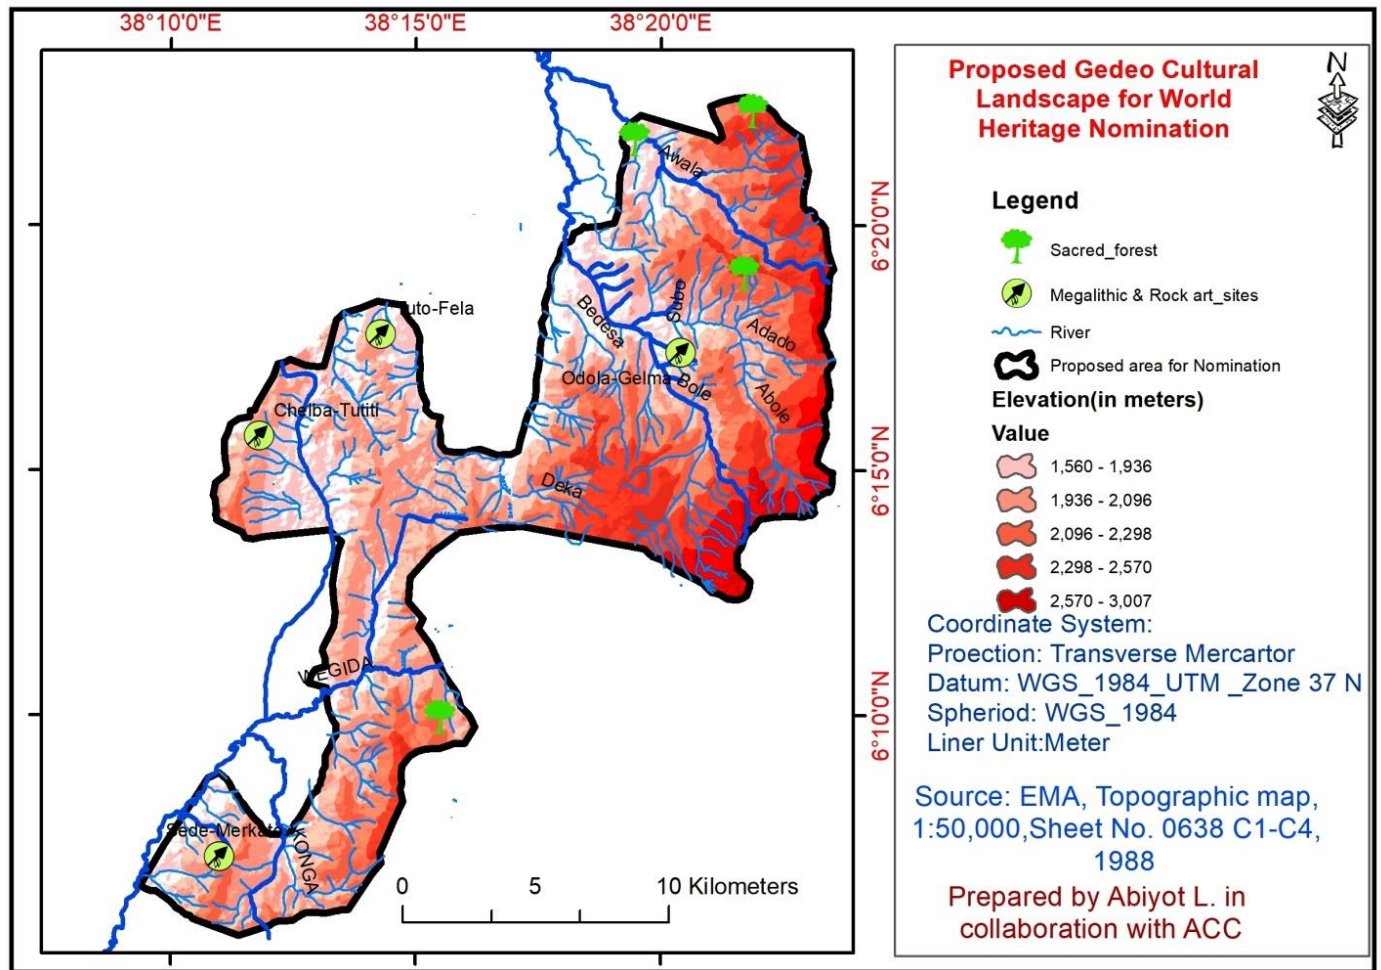 38°10'0"E
38°15'0"E
38°20'0"E
6°20'0"N
6°15'0"N
6°10'0"N
Awala
Subo
Bedesa
Adado
uto-Fela
Odola-Gelma
Bole
Abole
Chelba-Tutitl
Deka
WEGIDA
Sede-Merkato
KONGA
0
5
10 Kilometers
Proposed Gedeo Cultural
Landscape for World
Heritage Nomination
N
Legend
Sacred_forest
Megalithic & Rock art_sites
River
Proposed area for Nomination
Elevation(in meters)
Value
1,560 - 1,936
1,936 - 2,096
2,096 - 2,298
2,298 - 2,570
2,570 - 3,007
Coordinate System:
Proection: Transverse Mercartor
Datum: WGS_1984_UTM _Zone 37 N
Spheriod: WGS_1984
Liner Unit:Meter
Source: EMA, Topographic map,
1:50,000,Sheet No. 0638 C1-C4,
1988
Prepared by Abiyot L. in
collaboration with ACC